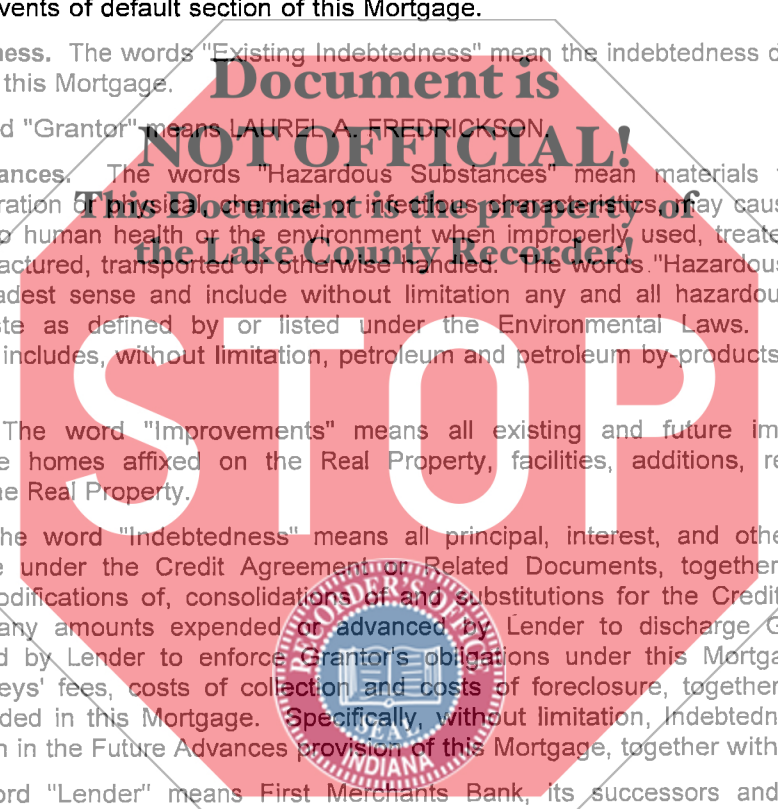 vents of default section of this Mortgage.
ness. The words "Existing Indebtedness" mean the indebtedness d
this Mortgage.
Document is
d "Grantor" means LAUREL A. FREDRICKSON.
NOT OFFICIAL!
ances. The words "Hazardous Substances" mean materials
This Document is the property of
ration or physical, chemical or infectious characteristics, may caus
the Lake County Recorder!
o human health or the environment when improperly used, treate
actured, transported or otherwise handled. The words "Hazardous
adest sense and include without limitation any and all hazardou
ste as defined by or listed under the Environmental Laws.
includes, without limitation, petroleum and petroleum by-products
STOP
The word "Improvements" means all existing and future im
e homes affixed on the Real Property, facilities, additions, re
ne Real Property.
he word "Indebtedness" means all principal, interest, and othe
e under the Credit Agreement or Related Documents, together
odifications of, consolidations of and substitutions for the Credit
any amounts expended or advanced by Lender to discharge G
d by Lender to enforce Grantor's obligations under this Mortga
eys' fees, costs of collection and costs of foreclosure, together
ded in this Mortgage. Specifically, without limitation, Indebtedn
n in the Future Advances provision of this Mortgage, together with
RECORDER'S OFFICE
SEAL
INDIANA
ord "Lender" means First Merchants Bank, its successors and